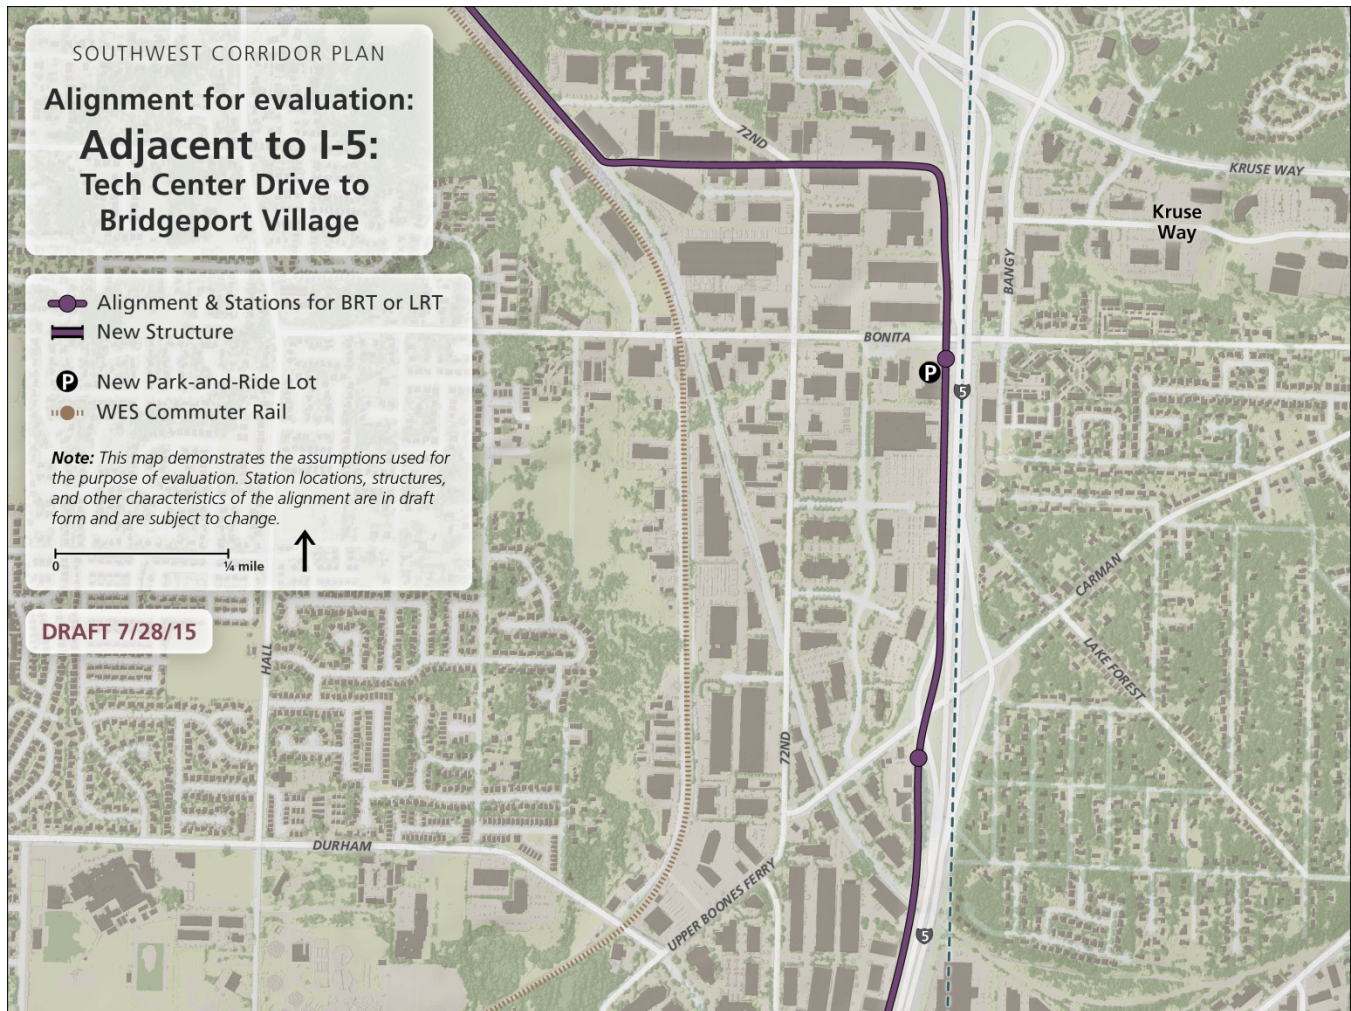 SOUTHWEST CORRIDOR PLAN
Alignment for evaluation:
Adjacent to I-5:
Tech Center Drive to
Bridgeport Village
Alignment & Stations for BRT or LRT
New Structure
P New Park-and-Ride Lot
WES Commuter Rail
Note: This map demonstrates the assumptions used for
the purpose of evaluation. Station locations, structures,
and other characteristics of the alignment are in draft
form and are subject to change.
0 ¼ mile
DRAFT 7/28/15
72ND
KRUSE WAY
Kruse
Way
BANGY
BONITA
P
5
CARMAN
LAKE FOREST
HALL
72ND
DURHAM
UPPER BOONES FERRY
5